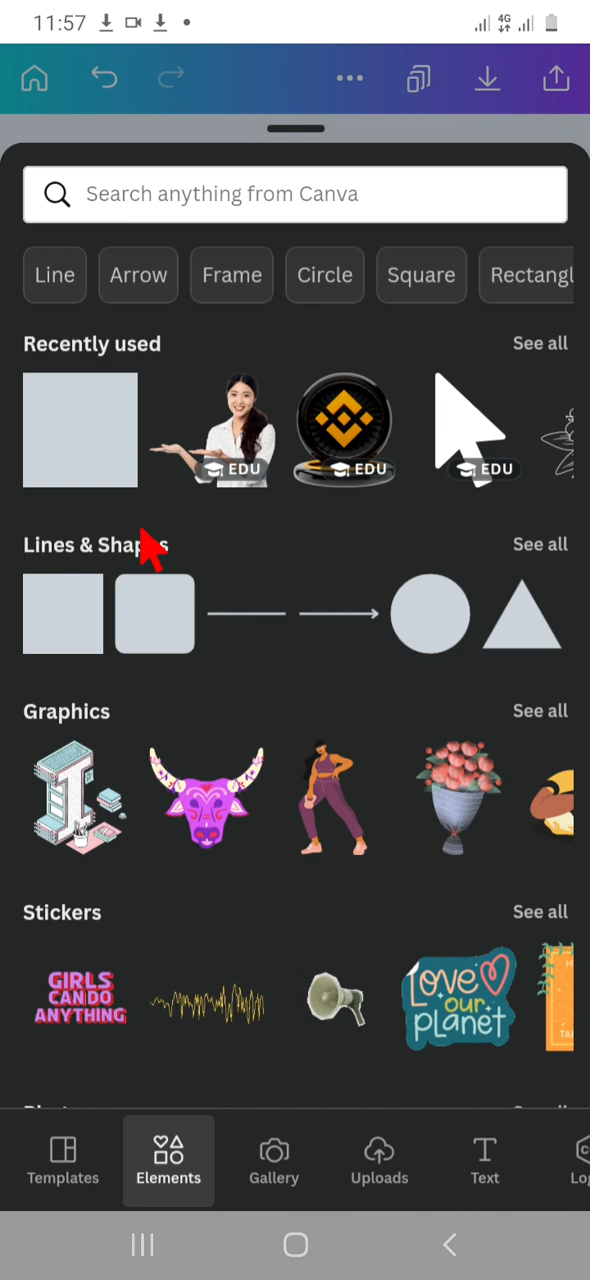 11:57
4G
Search anything from Canva
Line Arrow Frame Circle Square Rectangl
Recently used See all
EDU EDU EDU
Lines & Shapes See all
Graphics See all
Stickers See all
GIRLS
CAN DO
ANYTHING
Love
our
planet
Templates Elements Gallery Uploads Text Log